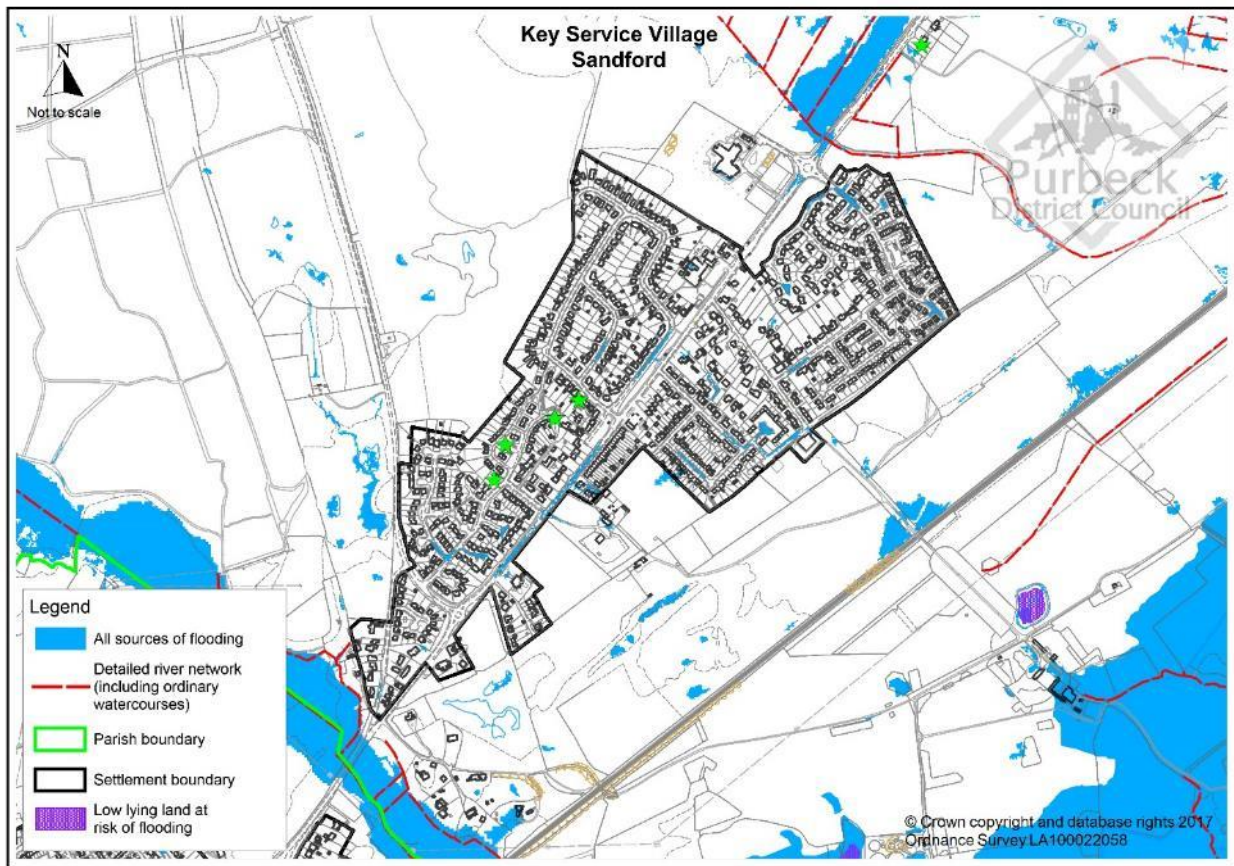 Key Service Village
Sandford
N
Not to scale
Purbeck
District Council
Legend
All sources of flooding
Detailed river network
(including ordinary
watercourses)
Parish boundary
Settlement boundary
Low lying land at
risk of flooding
© Crown copyright and database rights 2017
Ordnance Survey LA100022058